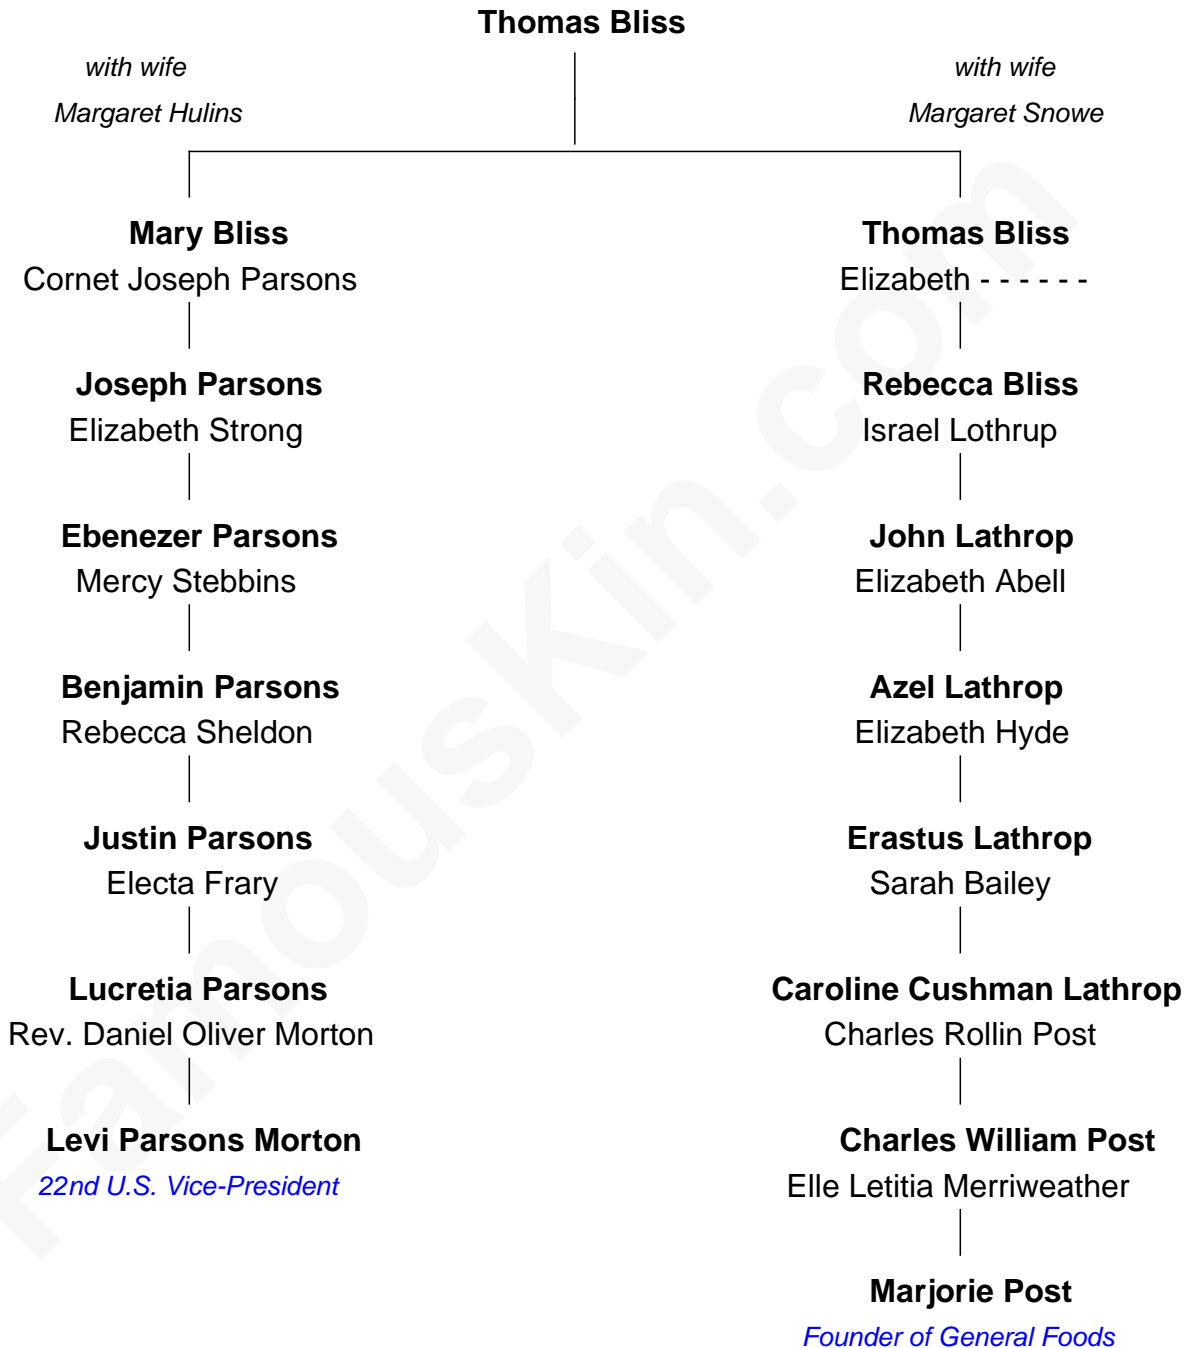 Thomas Bliss
with wife
Margaret Hulins
with wife
Margaret Snowe
Mary Bliss
Cornet Joseph Parsons
Thomas Bliss
Elizabeth - - - - - -
Joseph Parsons
Elizabeth Strong
Rebecca Bliss
Israel Lothrup
Ebenezer Parsons
Mercy Stebbins
John Lathrop
Elizabeth Abell
Benjamin Parsons
Rebecca Sheldon
Azel Lathrop
Elizabeth Hyde
Justin Parsons
Electa Frary
Erastus Lathrop
Sarah Bailey
Lucretia Parsons
Rev. Daniel Oliver Morton
Caroline Cushman Lathrop
Charles Rollin Post
Levi Parsons Morton
22nd U.S. Vice-President
Charles William Post
Elle Letitia Merriweather
Marjorie Post
Founder of General Foods
FamousKin.com